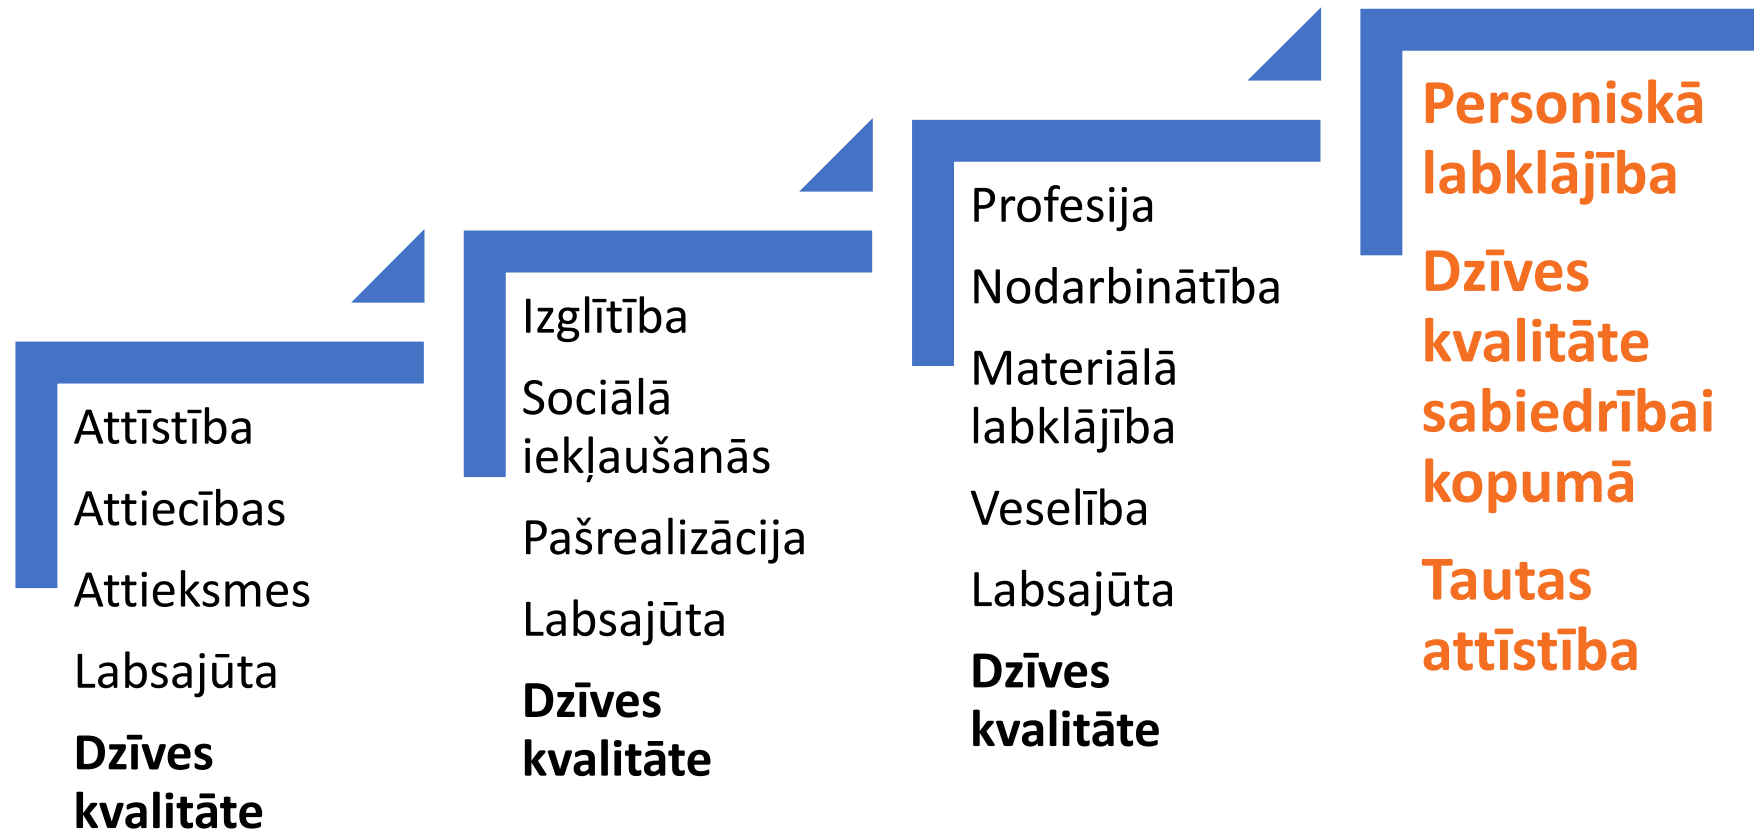 Attīstība
Attiecības
Attieksmes
Labsajūta
Dzīves
kvalitāte
Izglītība
Sociālā
iekļaušanās
Pašrealizācija
Labsajūta
Dzīves
kvalitāte
Profesija
Nodarbinātība
Materiālā
labklājība
Veselība
Labsajūta
Dzīves
kvalitāte
Personiskā
labklājība
Dzīves
kvalitāte
sabiedrībai
kopumā
Tautas
attīstība